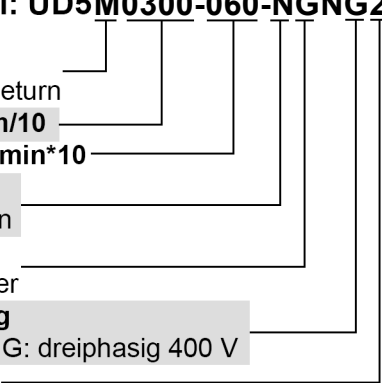 l: UD5M0300-060-NGNG2
eturn
n/10
min*10
n
er
g
G: dreiphasig 400 V